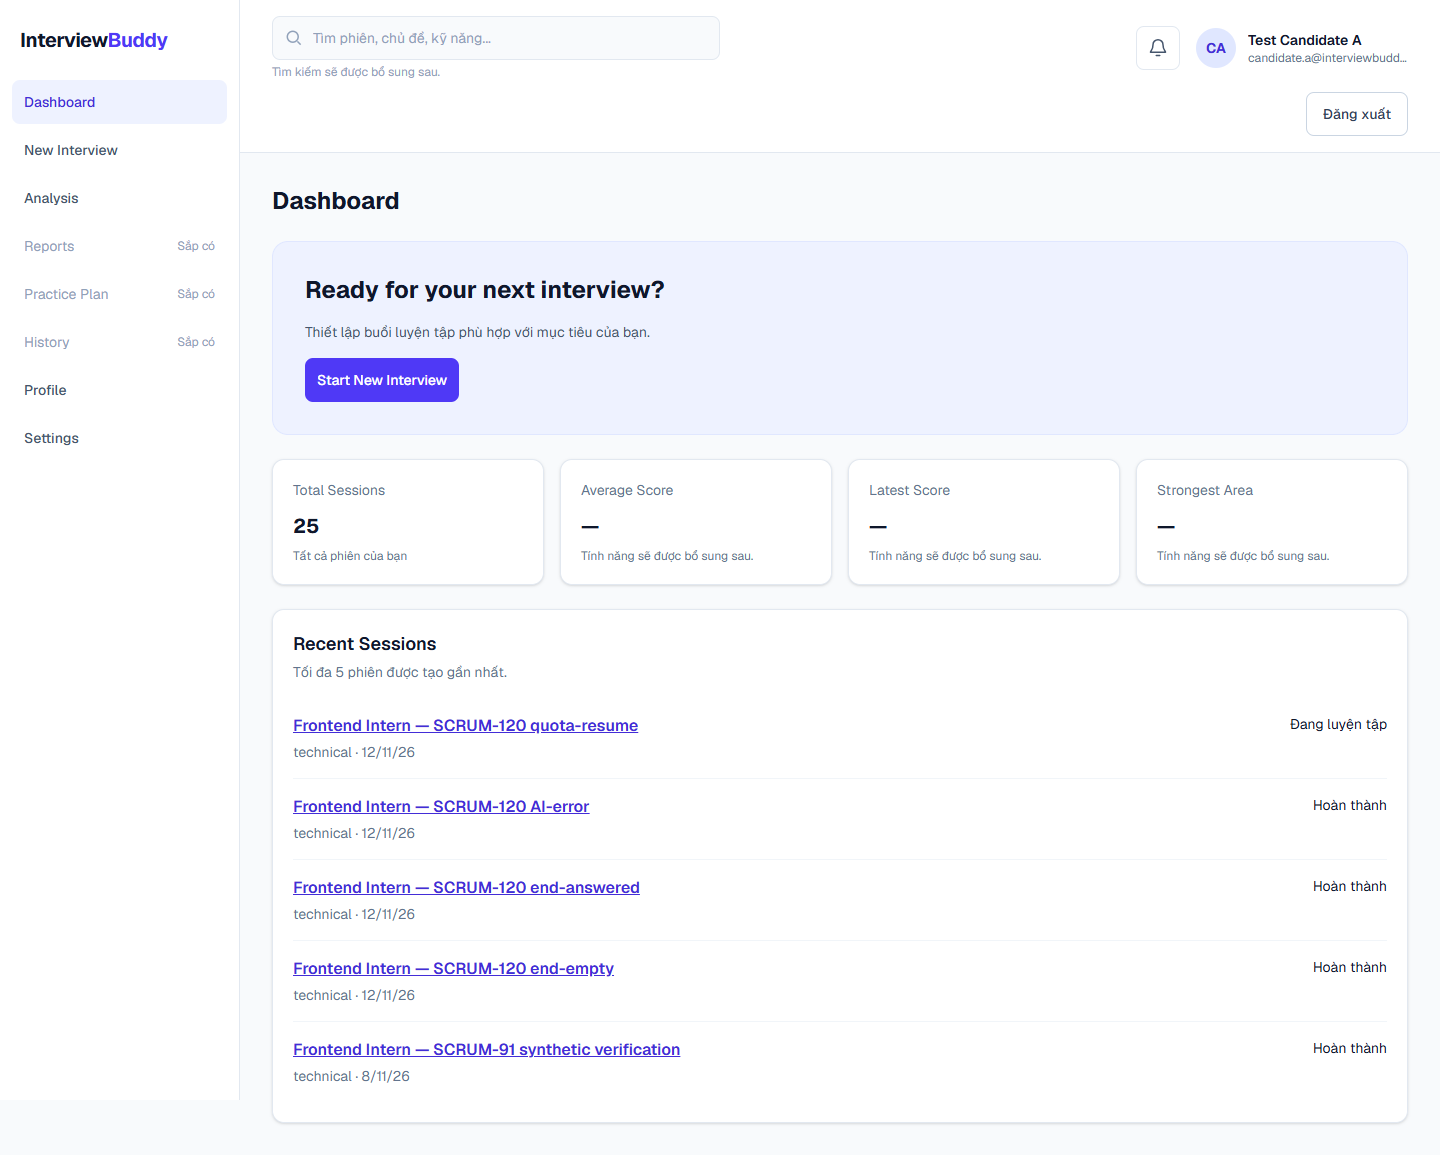 InterviewBuddy
Dashboard
New Interview
Analysis
Reports Sắp có
Practice Plan Sắp có
History Sắp có
Profile
Settings
Tìm phiên, chủ đề, kỹ năng...
Tìm kiếm sẽ được bổ sung sau.
CA
Test Candidate A
candidate.a@interviewbudd...
Đăng xuất
Dashboard
Ready for your next interview?
Thiết lập buổi luyện tập phù hợp với mục tiêu của bạn.
Start New Interview
Total Sessions
25
Tất cả phiên của bạn
Average Score
—
Tính năng sẽ được bổ sung sau.
Latest Score
—
Tính năng sẽ được bổ sung sau.
Strongest Area
—
Tính năng sẽ được bổ sung sau.
Recent Sessions
Tối đa 5 phiên được tạo gần nhất.
Frontend Intern — SCRUM-120 quota-resume Đang luyện tập
technical · 12/11/26
Frontend Intern — SCRUM-120 AI-error Hoàn thành
technical · 12/11/26
Frontend Intern — SCRUM-120 end-answered Hoàn thành
technical · 12/11/26
Frontend Intern — SCRUM-120 end-empty Hoàn thành
technical · 12/11/26
Frontend Intern — SCRUM-91 synthetic verification Hoàn thành
technical · 8/11/26